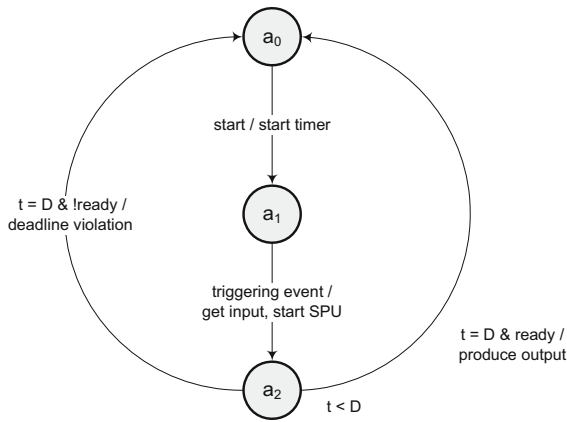 a0
start / start timer
t = D & !ready /
deadline violation
a1
triggering event /
get input, start SPU
t = D & ready /
produce output
a2
t < D